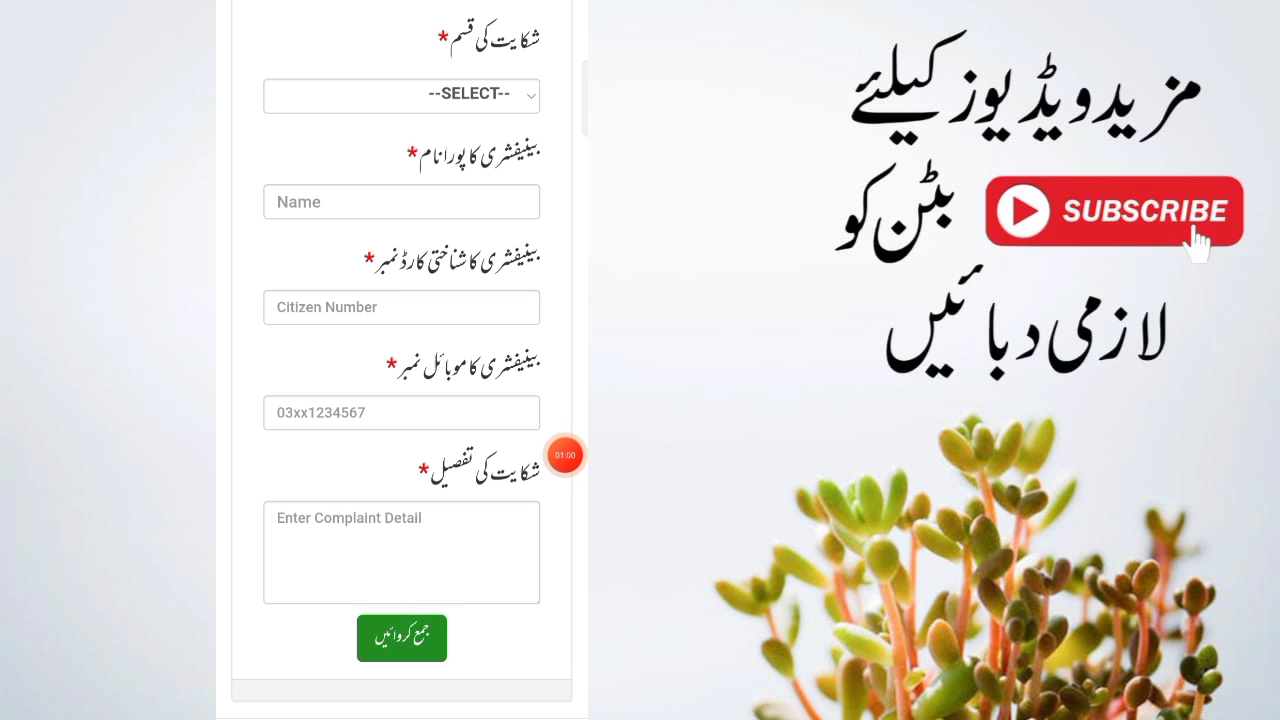 شکایت کی قسم*
--SELECT--
بینیفشری کا پورا نام*
Name
بینیفشری کا شناختی کارڈ نمبر*
Citizen Number
بینیفشری کا موبائل نمبر*
03xx1234567
01:00
شکایت کی تفصیل*
Enter Complaint Detail
جمع کروائیں
مزید ویڈیوز کیلئے
SUBSCRIBE بٹن کو
لازمی دبائیں